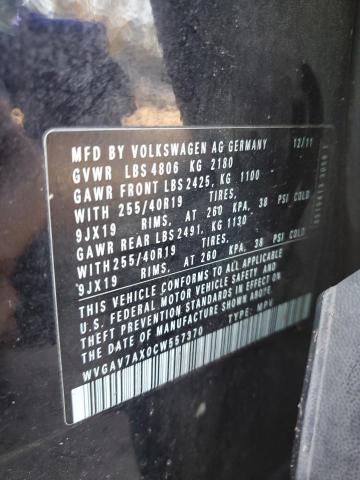 MFD BY VOLKSWAGEN AG GERMANY 12/11
GVWR LBS 4806 KG 2180
GAWR FRONT LBS 2425, KG 1100
WITH 255/40R19 TIRES,
9JX19 RIMS, AT 260 KPA, 38 PSI COLD
GAWR REAR LBS 2491, KG 1130
WITH 255/40R19 TIRES,
9JX19 RIMS, AT 260 KPA, 38 PSI COLD
THIS VEHICLE CONFORMS TO ALL APPLICABLE
U.S. FEDERAL MOTOR VEHICLE SAFETY AND
THEFT PREVENTION STANDARDS IN EFFECT ON
THE DATE OF MANUFACTURE SHOWN ABOVE.
WVGAV7AX0CW557370 TYPE: MPV